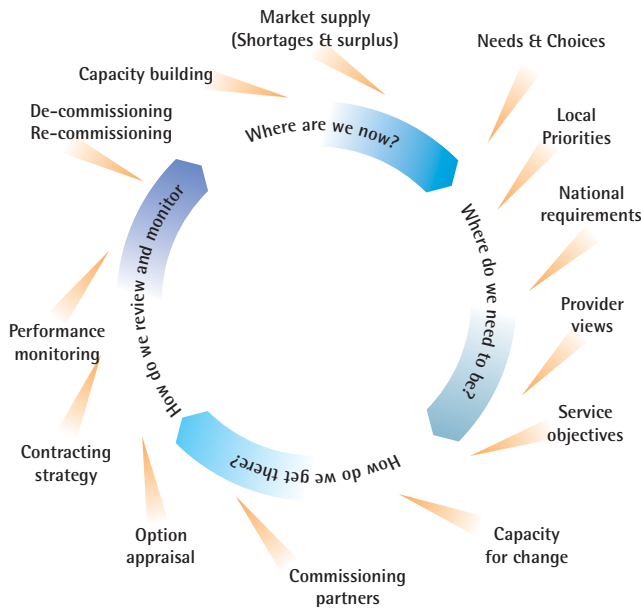 Market supply
(Shortages & surplus)
Needs & Choices
Capacity building
De-commissioning
Re-commissioning
Local
Priorities
Where are we now?
National
requirements
How do we review and monitor
Where do we need to be?
Provider
views
Performance
monitoring
Service
objectives
Contracting
strategy
How do we get there?
Option
appraisal
Capacity
for change
Commissioning
partners